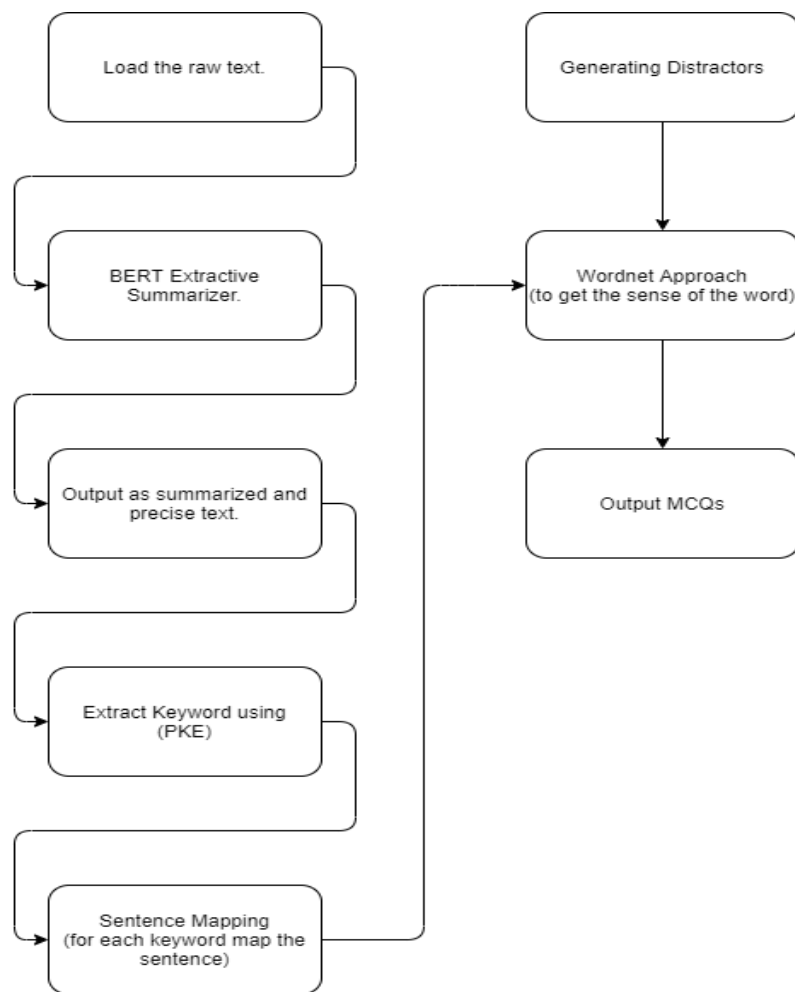 Load the raw text.
BERT Extractive
Summarizer.
Output as summarized and
precise text.
Extract Keyword using
(PKE)
Sentence Mapping
(for each keyword map the
sentence)
Generating Distractors
Wordnet Approach
(to get the sense of the word)
Output MCQs